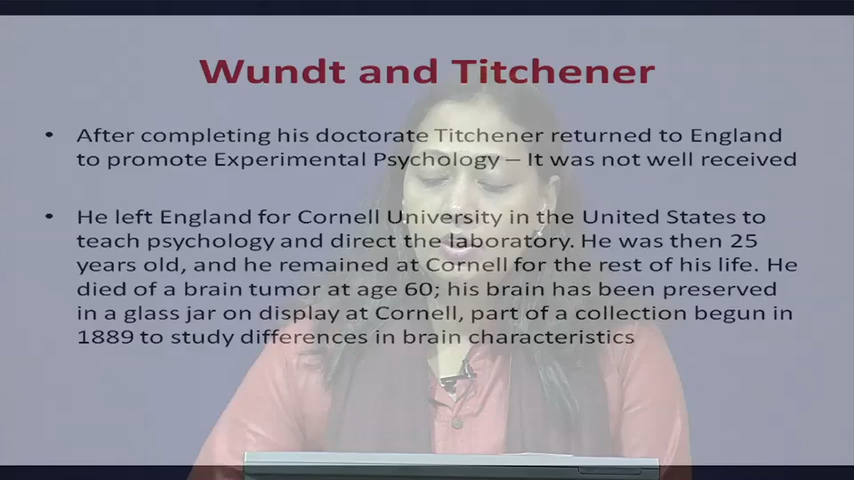 Wundt and Titchener
• After completing his doctorate Titchener returned to England
to promote Experimental Psychology – It was not well received
• He left England for Cornell University in the United States to
teach psychology and direct the laboratory. He was then 25
years old, and he remained at Cornell for the rest of his life. He
died of a brain tumor at age 60; his brain has been preserved
in a glass jar on display at Cornell, part of a collection begun in
1889 to study differences in brain characteristics